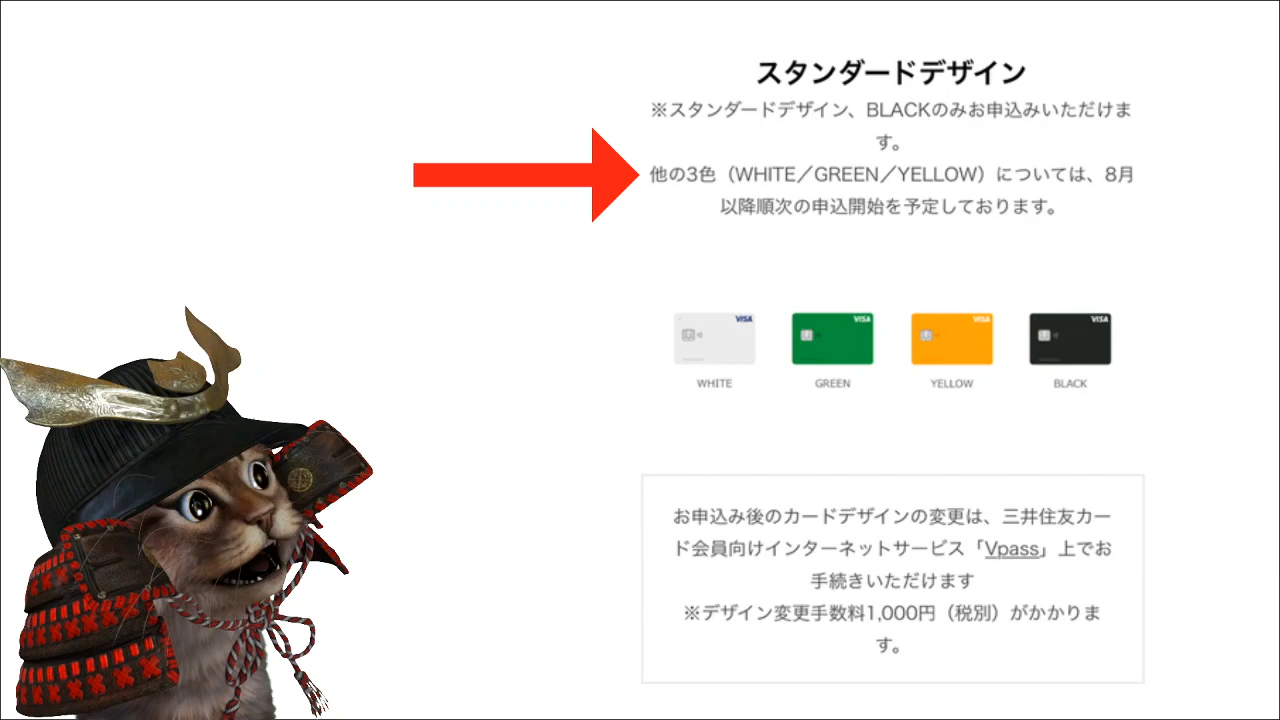 スタンダードデザイン
※スタンダードデザイン、BLACKのみお申込みいただけま
す。
他の3色（WHITE／GREEN／YELLOW）については、8月
以降順次の申込開始を予定しております。
VISA VISA VISA VISA
WHITE GREEN YELLOW BLACK
お申込み後のカードデザインの変更は、三井住友カー
ド会員向けインターネットサービス「Vpass」上でお
手続きいただけます
※デザイン変更手数料1,000円（税別）がかかりま
す。